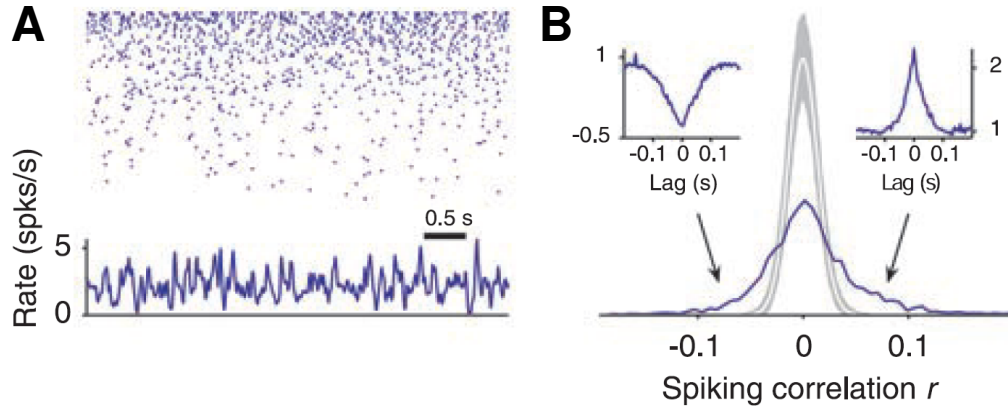 A
Rate (spks/s)
5
0
0.5 s
B
1
-0.5
-0.1 0 0.1
Lag (s)
2
1
-0.1 0 0.1
Lag (s)
-0.1 0 0.1
Spiking correlation r